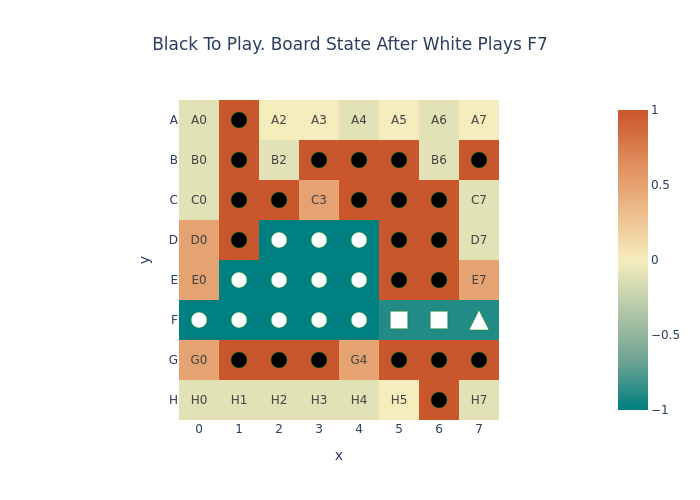 Black To Play. Board State After White Plays F7
A A0 A2 A3 A4 A5 A6 A7
B B0 B2 B6
C C0 C3 C7
D D0 D7
E E0 E7
F
G G0 G4
H H0 H1 H2 H3 H4 H5 H7
0 1 2 3 4 5 6 7
x
y
1
0.5
0
−0.5
−1